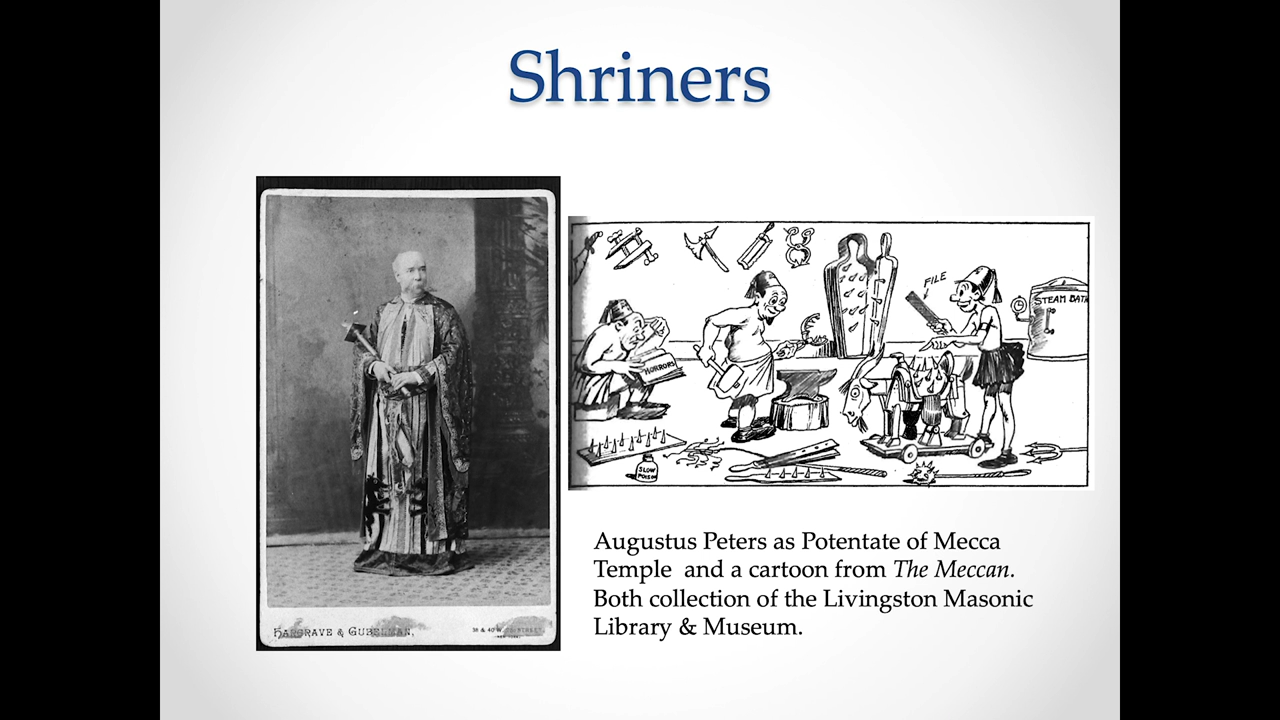 Shriners
FILE
STEAM BATH
HORRORS
SLOW
POISON
HARGRAVE & GUBELMAN,
Augustus Peters as Potentate of Mecca
Temple and a cartoon from The Meccan.
Both collection of the Livingston Masonic
Library & Museum.